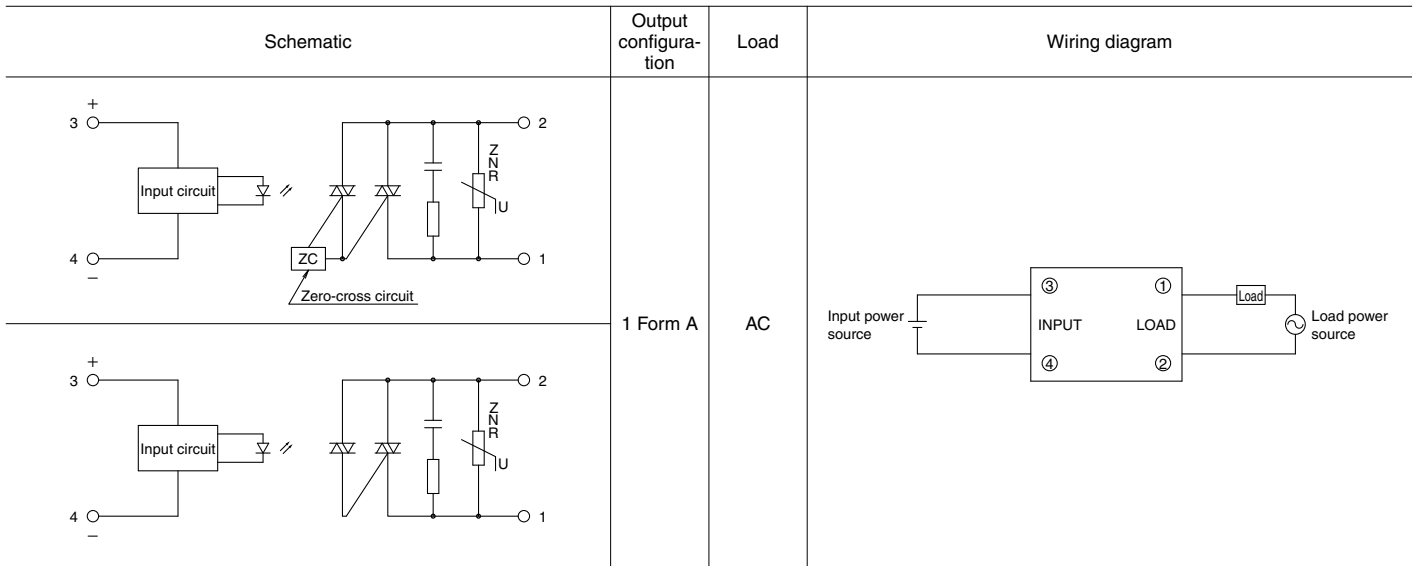 Schematic
Output
configura-
tion
Load
Wiring diagram
+
3
2
Input circuit
Z
N
R
U
4
−
ZC
1
Zero-cross circuit
+
3
2
Input circuit
Z
N
R
U
4
−
1
1 Form A
AC
Input power
source
③
①
INPUT
LOAD
④
②
Load
Load power
source